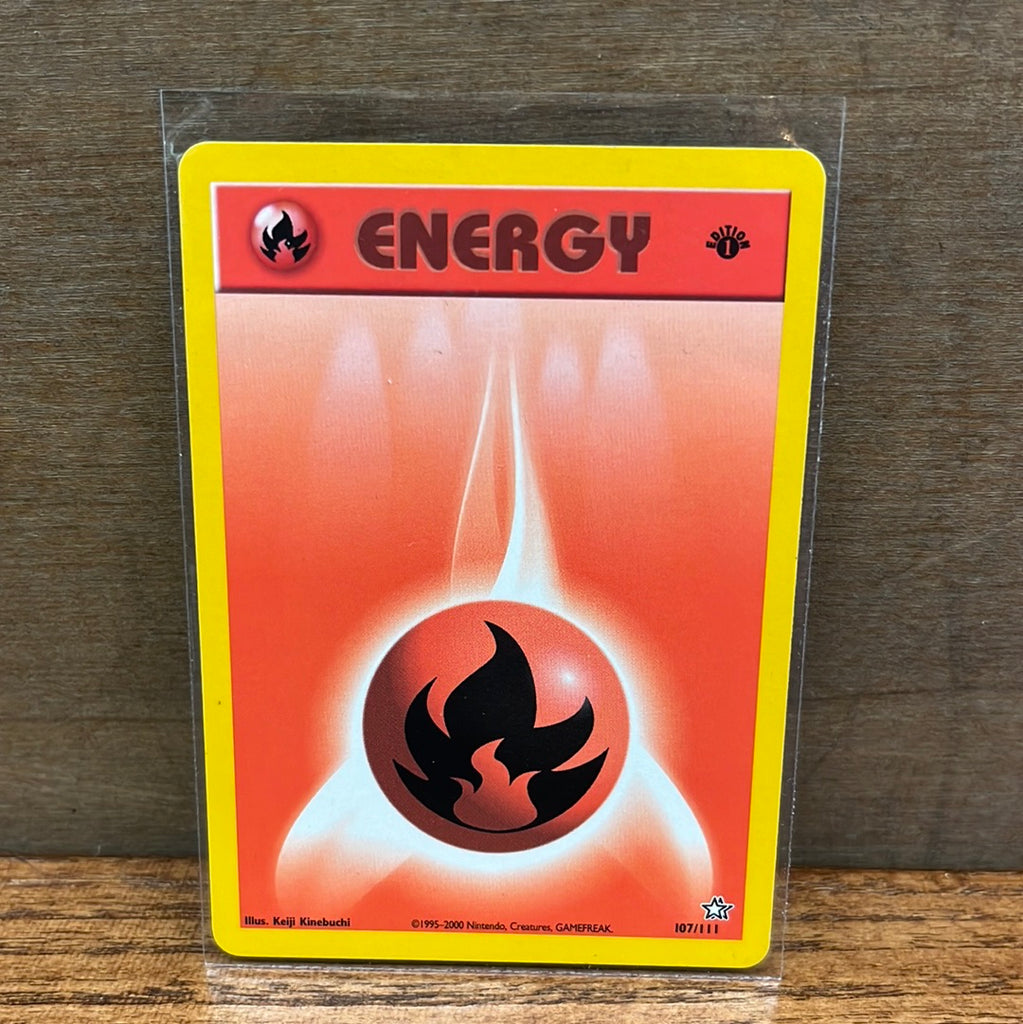 ENERGY
EDITION
1
Illus. Keiji Kinebuchi
©1995-2000 Nintendo, Creatures, GAMEFREAK.
107/111